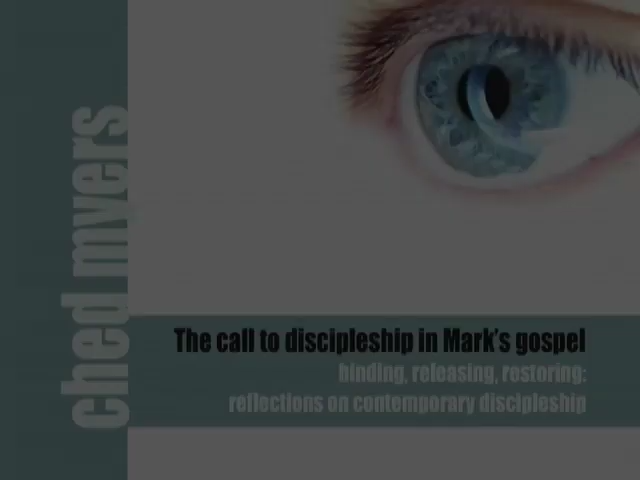 ched myers
The call to discipleship in Mark's gospel
binding, releasing, restoring:
reflections on contemporary discipleship